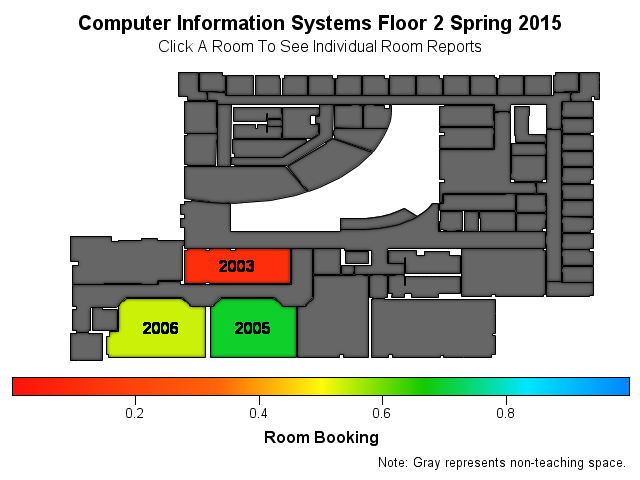 Computer Information Systems Floor 2 Spring 2015
Click A Room To See Individual Room Reports
2003
2006
2005
0.2
0.4
0.6
0.8
Room Booking
Note: Gray represents non-teaching space.